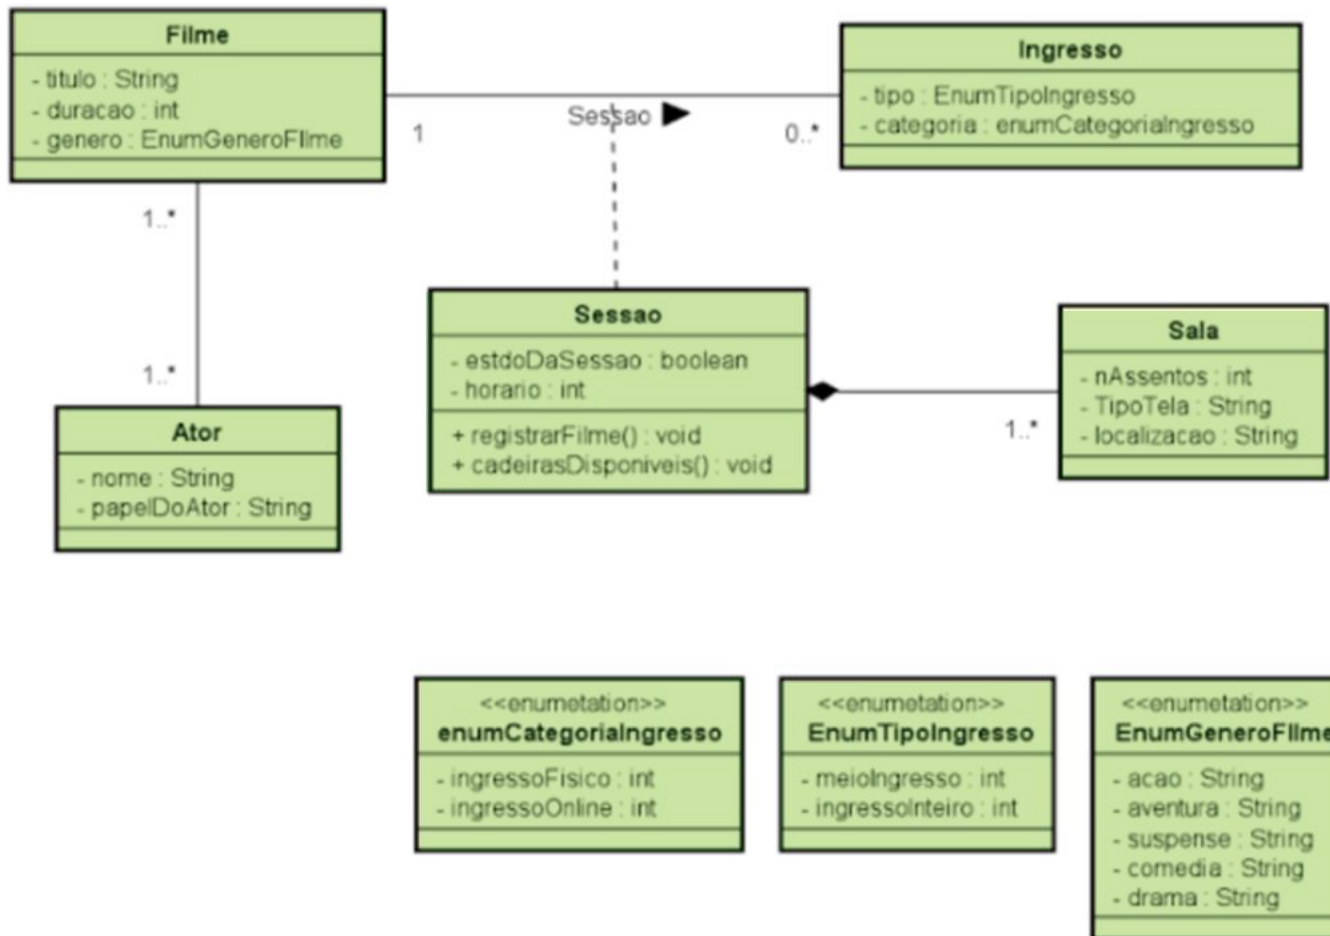 Filme
- titulo : String
- duracao : int
- genero : EnumGeneroFIlme
Ingresso
- tipo : EnumTipoIngresso
- categoria : enumCategoriaIngresso
1
Sessao
0..*
1..*
1..*
Ator
- nome : String
- papelDoAtor : String
Sessao
- estdoDaSessao : boolean
- horario : int
+ registrarFilme() : void
+ cadeirasDisponiveis() : void
1..*
Sala
- nAssentos : int
- TipoTela : String
- localizacao : String
<<enumetation>>
enumCategoriaIngresso
- ingressoFisico : int
- ingressoOnline : int
<<enumetation>>
EnumTipoIngresso
- meioIngresso : int
- ingressoInteiro : int
<<enumetation>>
EnumGeneroFIlme
- acao : String
- aventura : String
- suspense : String
- comedia : String
- drama : String